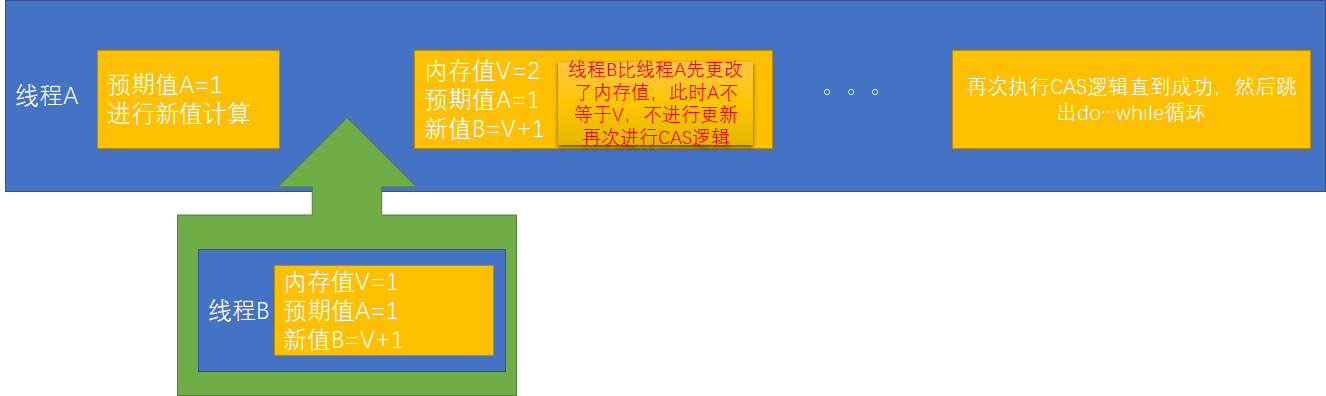 线程A
预期值A=1
进行新值计算
内存值V=2
预期值A=1
新值B=V+1
线程B比线程A先更改
了内存值，此时A不
等于V，不进行更新
再次进行CAS逻辑
。。。
再次执行CAS逻辑直到成功，然后跳
出do…while循环
线程B
内存值V=1
预期值A=1
新值B=V+1